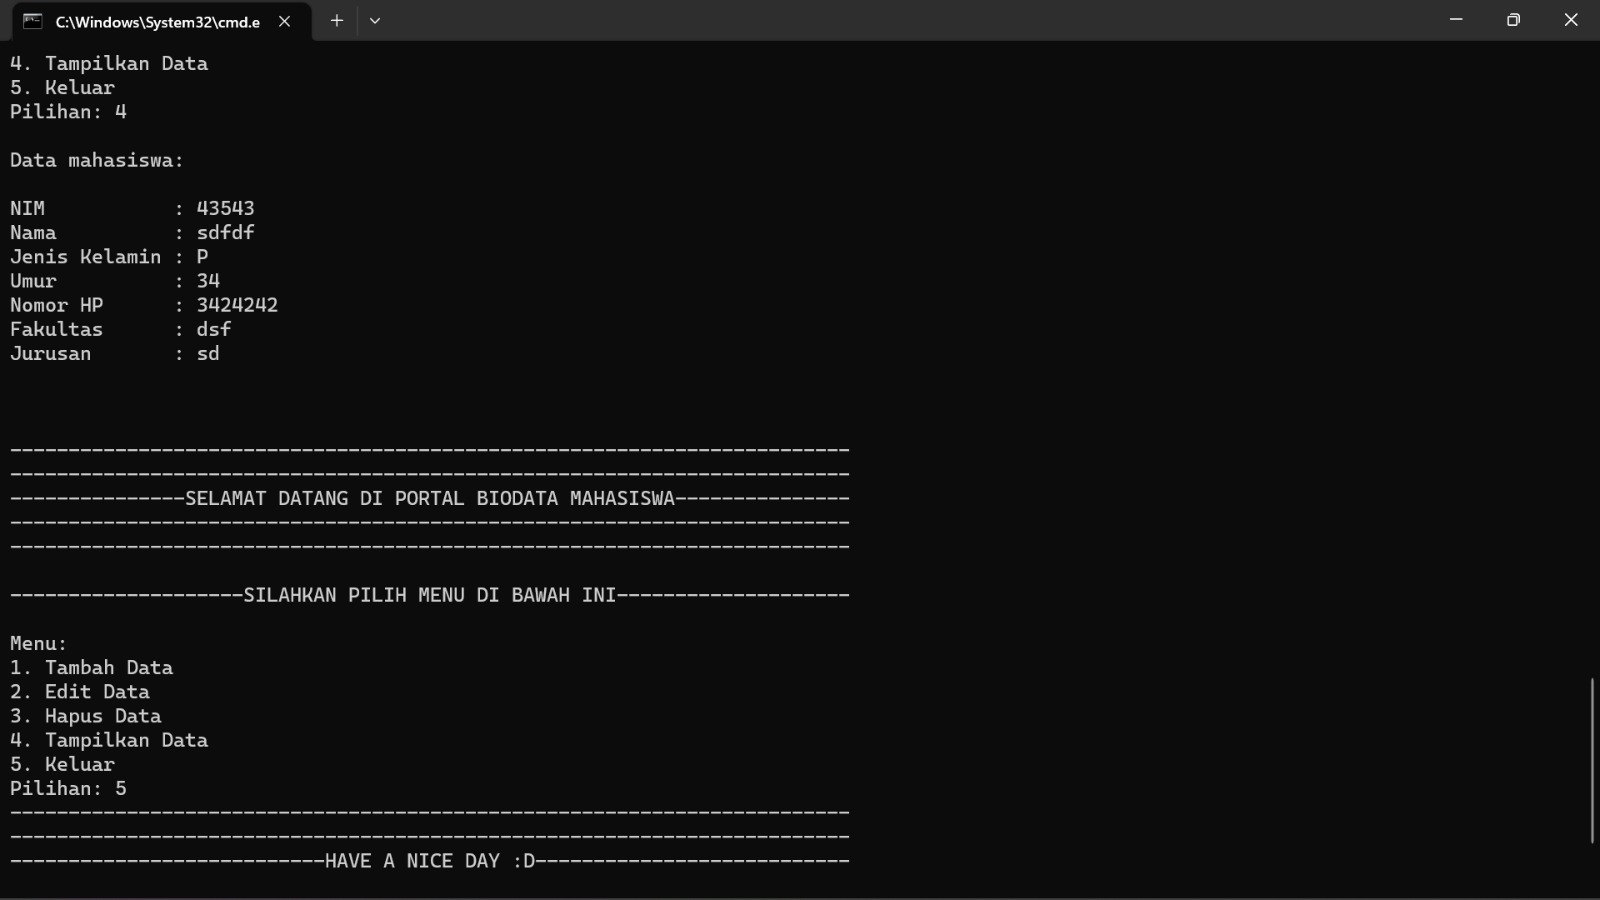 C:\Windows\System32\cmd.e
4. Tampilkan Data
5. Keluar
Pilihan: 4
Data mahasiswa:
NIM           : 43543
Nama          : sdfdf
Jenis Kelamin : P
Umur          : 34
Nomor HP      : 3424242
Fakultas      : dsf
Jurusan       : sd
------------------------------------------------------------------------
------------------------------------------------------------------------
---------------SELAMAT DATANG DI PORTAL BIODATA MAHASISWA---------------
------------------------------------------------------------------------
------------------------------------------------------------------------
--------------------SILAHKAN PILIH MENU DI BAWAH INI--------------------
Menu:
1. Tambah Data
2. Edit Data
3. Hapus Data
4. Tampilkan Data
5. Keluar
Pilihan: 5
------------------------------------------------------------------------
------------------------------------------------------------------------
---------------------------HAVE A NICE DAY :D---------------------------